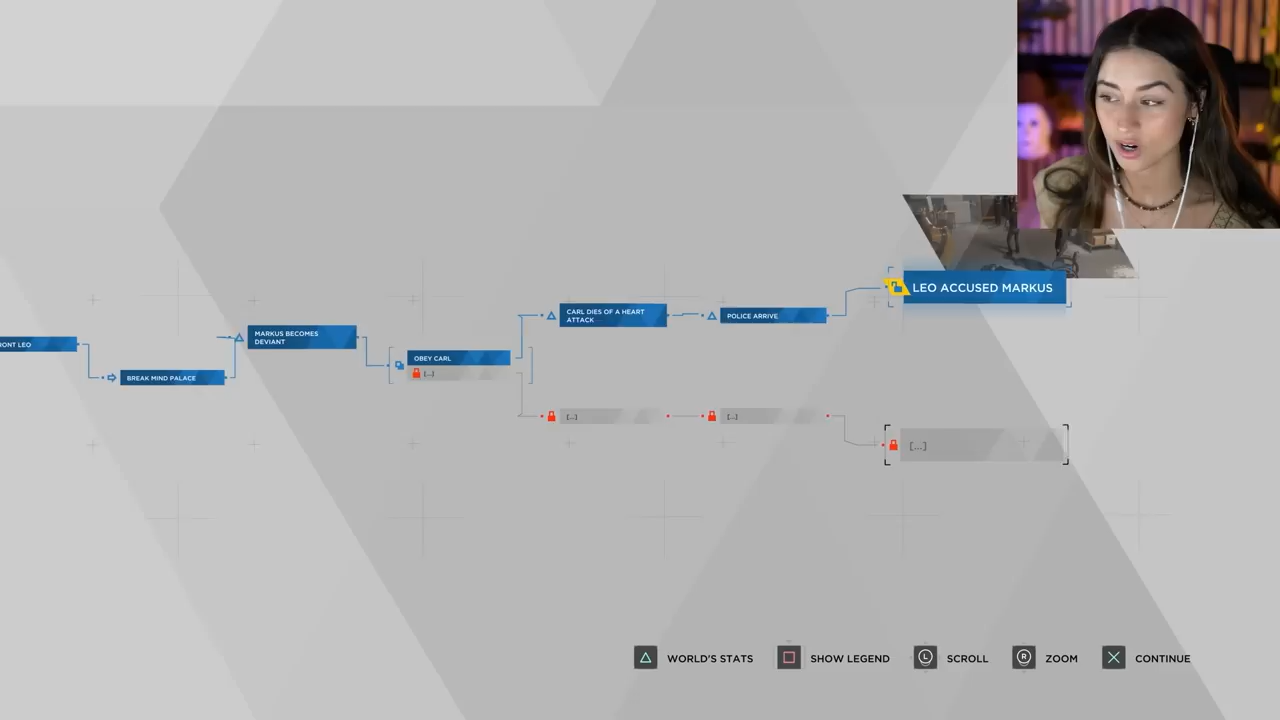 LEO ACCUSED MARKUS
CARL DIES OF A HEART
ATTACK
POLICE ARRIVE
MARKUS BECOMES
DEVIANT
RONT LEO
OBEY CARL
[...]
BREAK MIND PALACE
[...]
[...]
[...]
WORLD'S STATS
SHOW LEGEND
L
SCROLL
R
ZOOM
CONTINUE